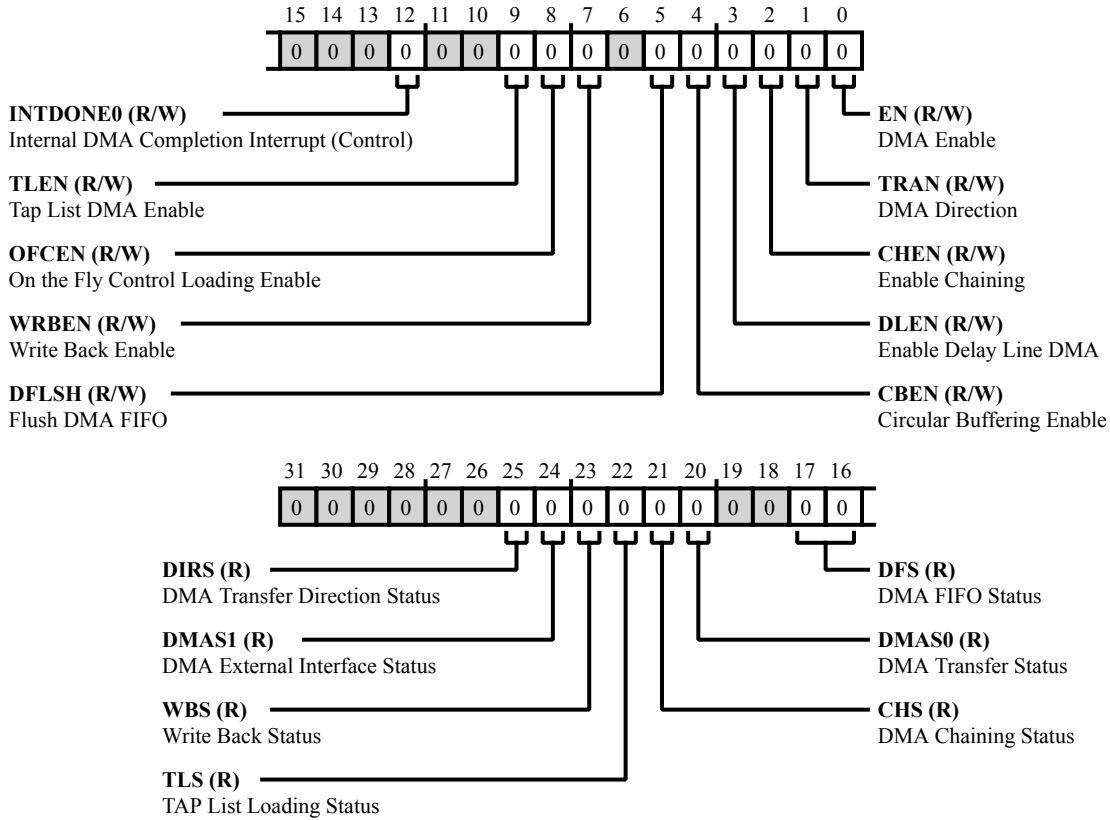 15 14 13 12 11 10 9 8 7 6 5 4 3 2 1 0
0 0 0 0 0 0 0 0 0 0 0 0 0 0 0 0
INTDONE0 (R/W)
Internal DMA Completion Interrupt (Control)
TLEN (R/W)
Tap List DMA Enable
OFCEN (R/W)
On the Fly Control Loading Enable
WRBEN (R/W)
Write Back Enable
DFLSH (R/W)
Flush DMA FIFO
EN (R/W)
DMA Enable
TRAN (R/W)
DMA Direction
CHEN (R/W)
Enable Chaining
DLEN (R/W)
Enable Delay Line DMA
CBEN (R/W)
Circular Buffering Enable
31 30 29 28 27 26 25 24 23 22 21 20 19 18 17 16
0 0 0 0 0 0 0 0 0 0 0 0 0 0 0 0
DIRS (R)
DMA Transfer Direction Status
DMAS1 (R)
DMA External Interface Status
WBS (R)
Write Back Status
TLS (R)
TAP List Loading Status
DFS (R)
DMA FIFO Status
DMAS0 (R)
DMA Transfer Status
CHS (R)
DMA Chaining Status